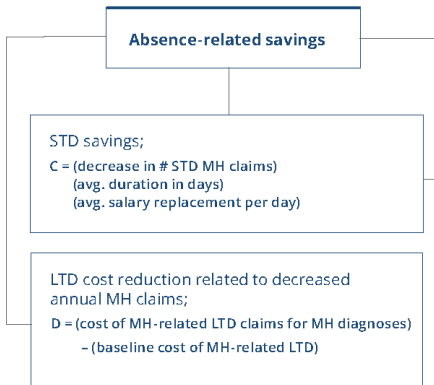 Absence-related savings
STD savings;
C = (decrease in # STD MH claims)
(avg. duration in days)
(avg. salary replacement per day)
LTD cost reduction related to decreased
annual MH claims;
D = (cost of MH-related LTD claims for MH diagnoses)
– (baseline cost of MH-related LTD)